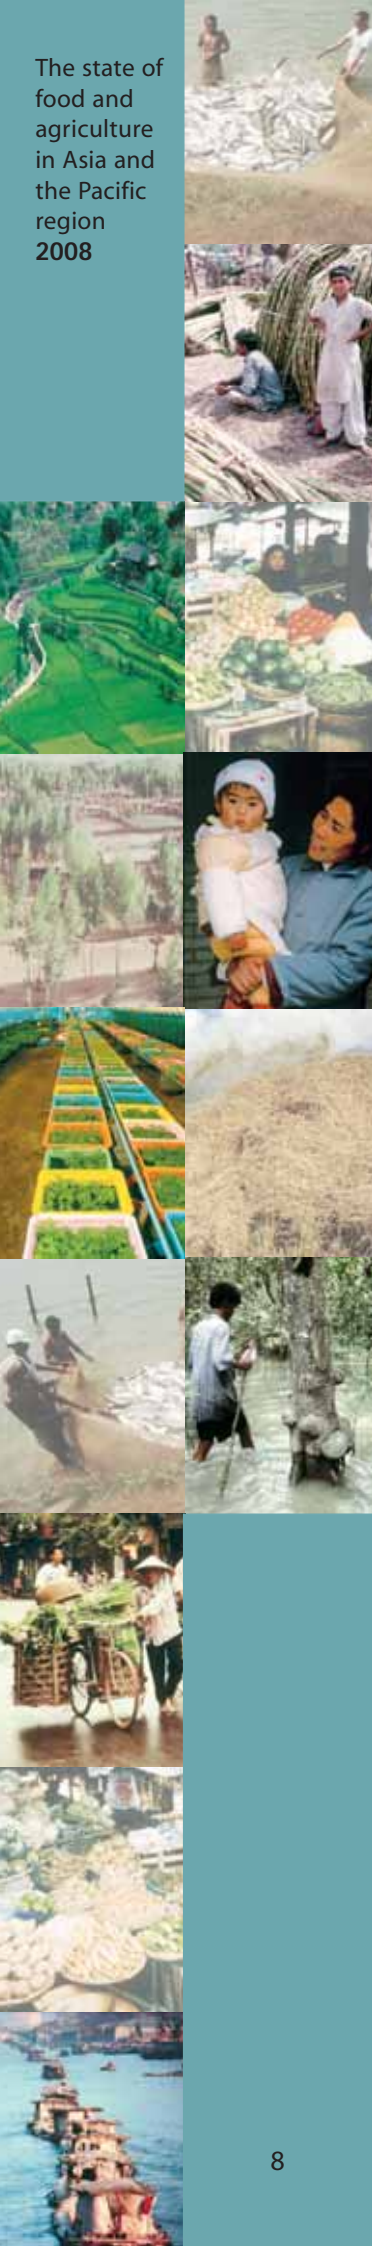 The state of
food and
agriculture
in Asia and
the Pacific
region
2008
8